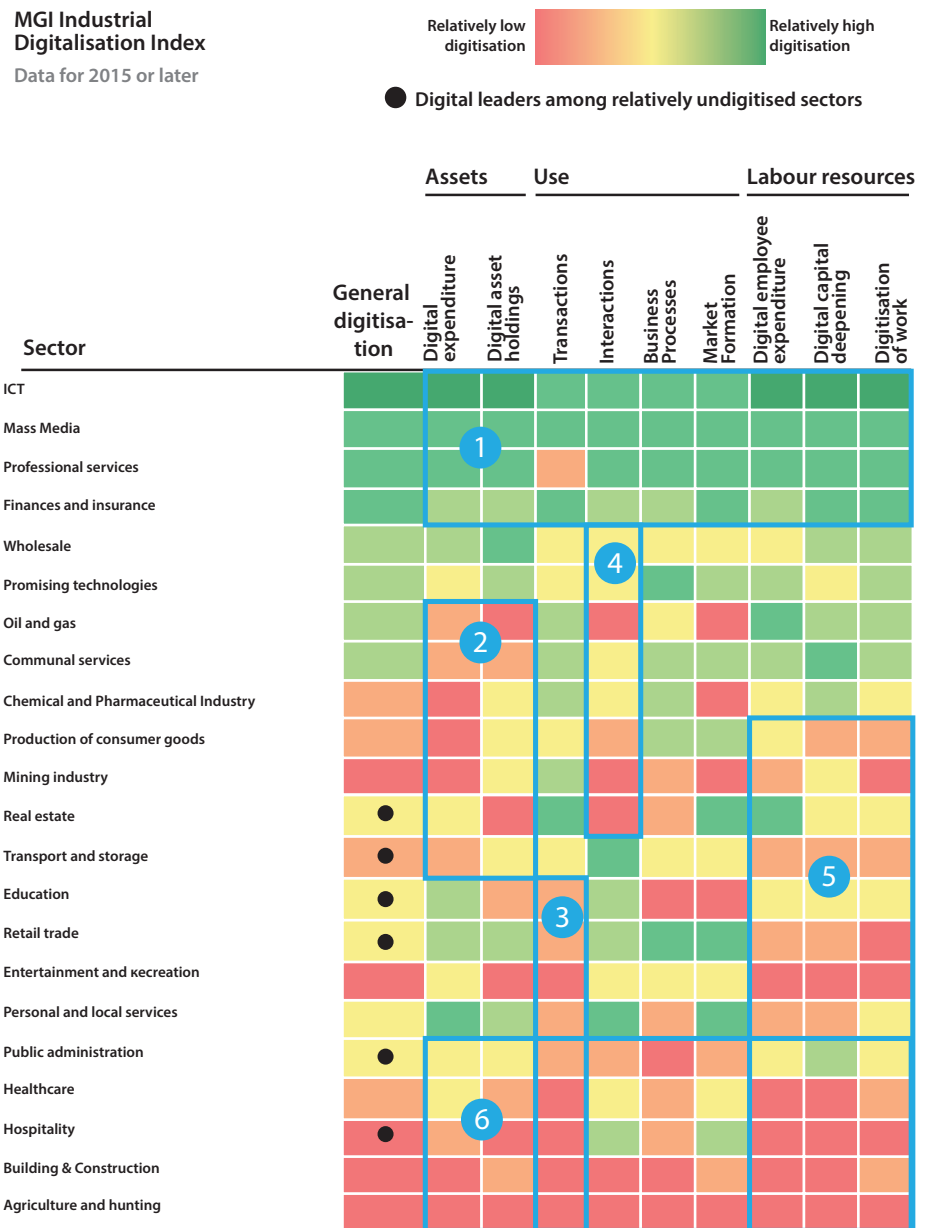 MGI Industrial
Digitalisation Index
Data for 2015 or later
Relatively low
digitisation
Relatively high
digitisation
Digital leaders among relatively undigitised sectors
Assets
Use
Labour resources
Sector
General
digitisa-
tion
Digital
expenditure
Digital asset
holdings
Transactions
Interactions
Business
Processes
Market
Formation
Digital employee
expenditure
Digital capital
deepening
Digitisation
of work
ICT
Mass Media
1
Professional services
Finances and insurance
Wholesale
4
Promising technologies
Oil and gas
2
Communal services
Chemical and Pharmaceutical Industry
Production of consumer goods
Mining industry
Real estate
Transport and storage
5
Education
3
Retail trade
Entertainment and кecreation
Personal and local services
Public administration
Healthcare
6
Hospitality
Building & Construction
Agriculture and hunting